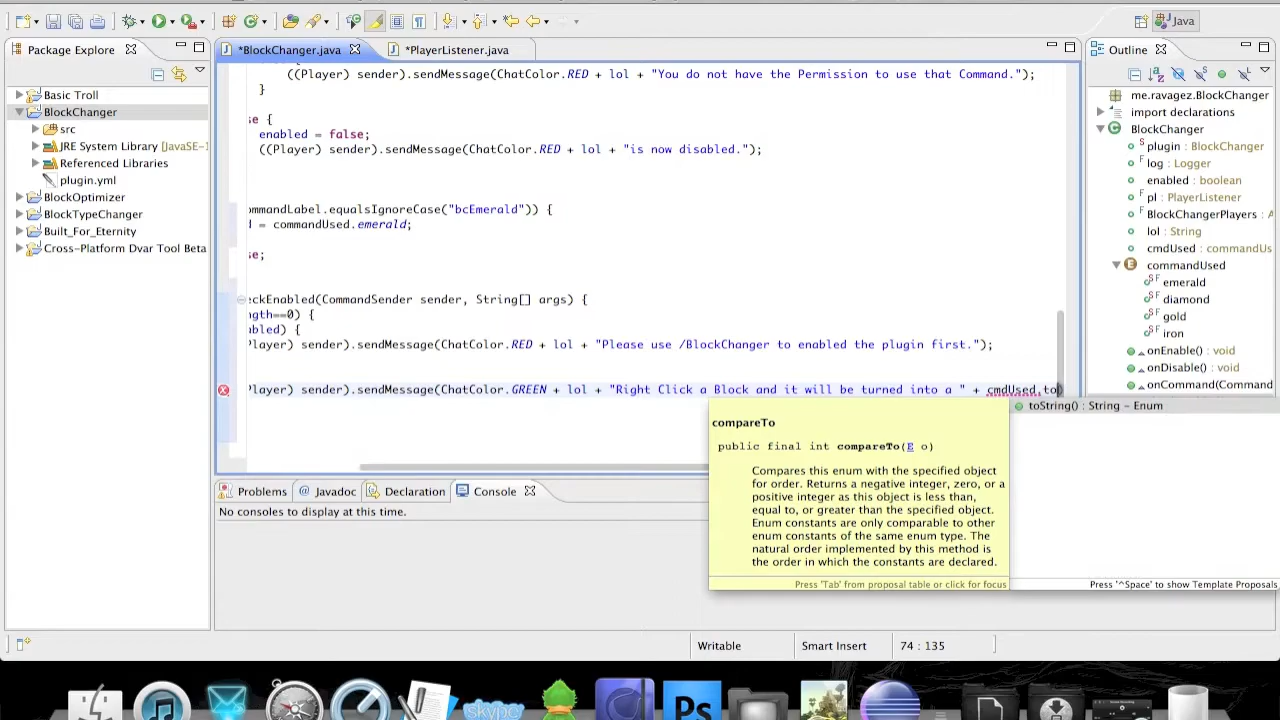 Java
Package Explore
*BlockChanger.java
*PlayerListener.java
Outline
Basic Troll
BlockChanger
src
JRE System Library [JavaSE-1
Referenced Libraries
plugin.yml
BlockOptimizer
BlockTypeChanger
Built_For_Eternity
Cross-Platform Dvar Tool Beta
((Player) sender).sendMessage(ChatColor.RED + lol + "You do not have the Permission to use that Command.");
}
se {
enabled = false;
((Player) sender).sendMessage(ChatColor.RED + lol + "is now disabled.");
ommandLabel.equalsIgnoreCase("bcEmerald")) {
d = commandUsed.emerald;
se;
eckEnabled(CommandSender sender, String[] args) {
ngth==0) {
bled) {
Player) sender).sendMessage(ChatColor.RED + lol + "Please use /BlockChanger to enabled the plugin first.");
Player) sender).sendMessage(ChatColor.GREEN + lol + "Right Click a Block and it will be turned into a " + cmdUsed.to)
me.ravagez.BlockChanger
import declarations
BlockChanger
plugin : BlockChanger
log : Logger
enabled : boolean
pl : PlayerListener
BlockChangerPlayers : A
lol : String
cmdUsed : commandUs
commandUsed
emerald
diamond
gold
iron
onEnable() : void
onDisable() : void
onCommand(Command
compareTo
public final int compareTo(E o)
Compares this enum with the specified object
for order. Returns a negative integer, zero, or a
positive integer as this object is less than,
equal to, or greater than the specified object.
Enum constants are only comparable to other
enum constants of the same enum type. The
natural order implemented by this method is
the order in which the constants are declared.
Press 'Tab' from proposal table or click for focus
toString() : String - Enum
Press '^Space' to show Template Proposals
Problems
Javadoc
Declaration
Console
No consoles to display at this time.
Writable
Smart Insert
74 : 135
skype
Ps